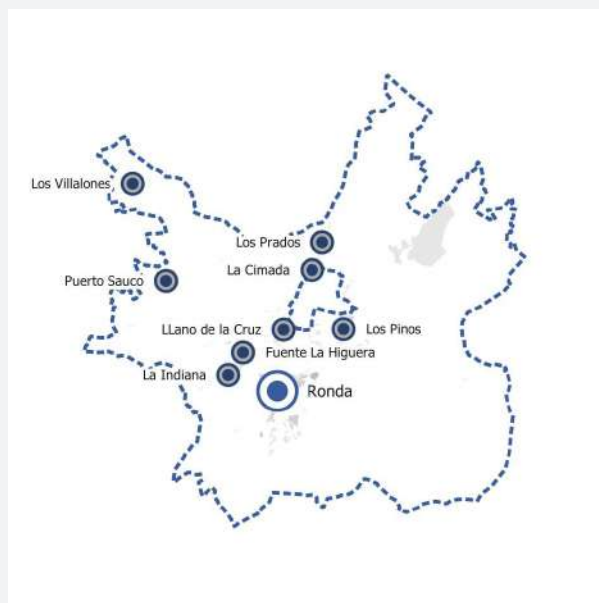 Los Villalones
Los Prados
La Cimada
Puerto Saucó
LLano de la Cruz
Los Pinos
Fuente La Higuera
La Indiana
Ronda